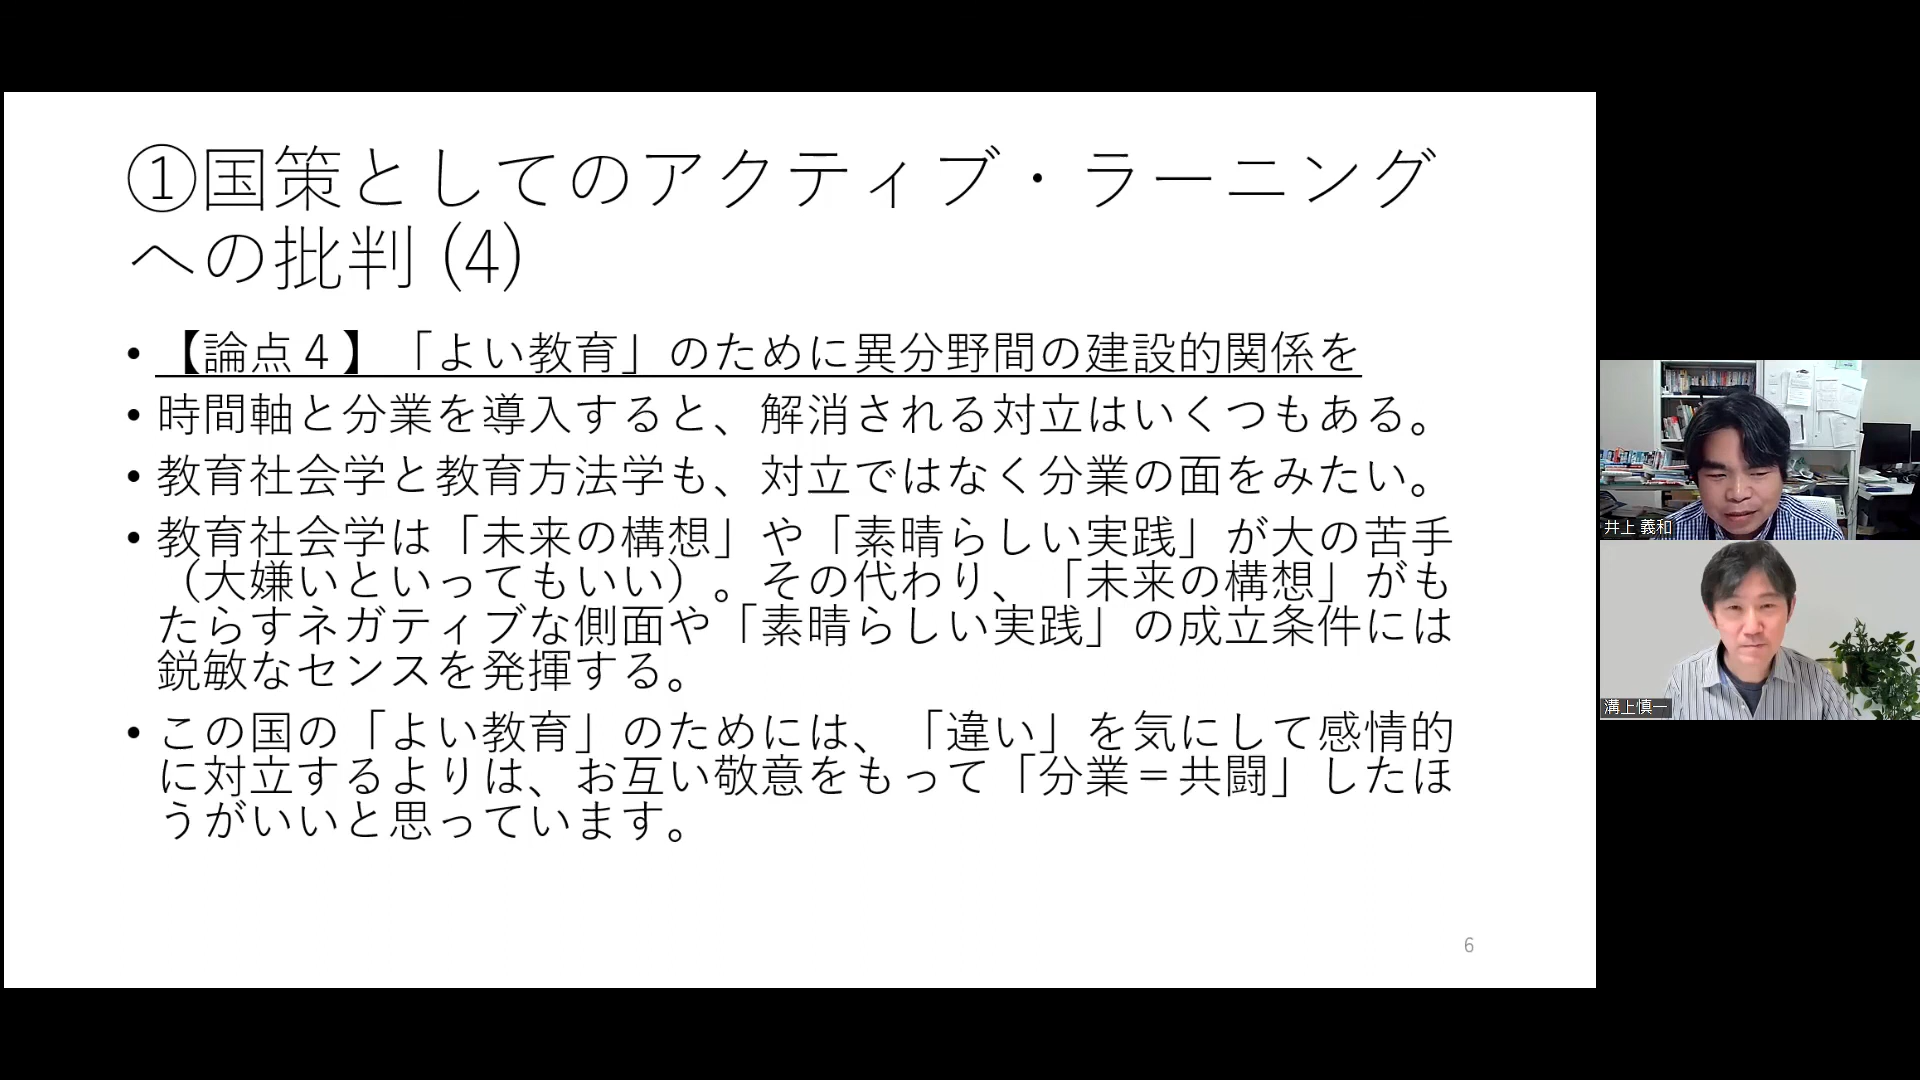 ①国策としてのアクティブ・ラーニング
への批判 (4)
• 【論点４】「よい教育」のために異分野間の建設的関係を
• 時間軸と分業を導入すると、解消される対立はいくつもある。
• 教育社会学と教育方法学も、対立ではなく分業の面をみたい。
• 教育社会学は「未来の構想」や「素晴らしい実践」が大の苦手
（大嫌いといってもいい）。その代わり、「未来の構想」がも
たらすネガティブな側面や「素晴らしい実践」の成立条件には
鋭敏なセンスを発揮する。
• この国の「よい教育」のためには、「違い」を気にして感情的
に対立するよりは、お互い敬意をもって「分業＝共闘」したほ
うがいいと思っています。
6
井上 義和
溝上慎一